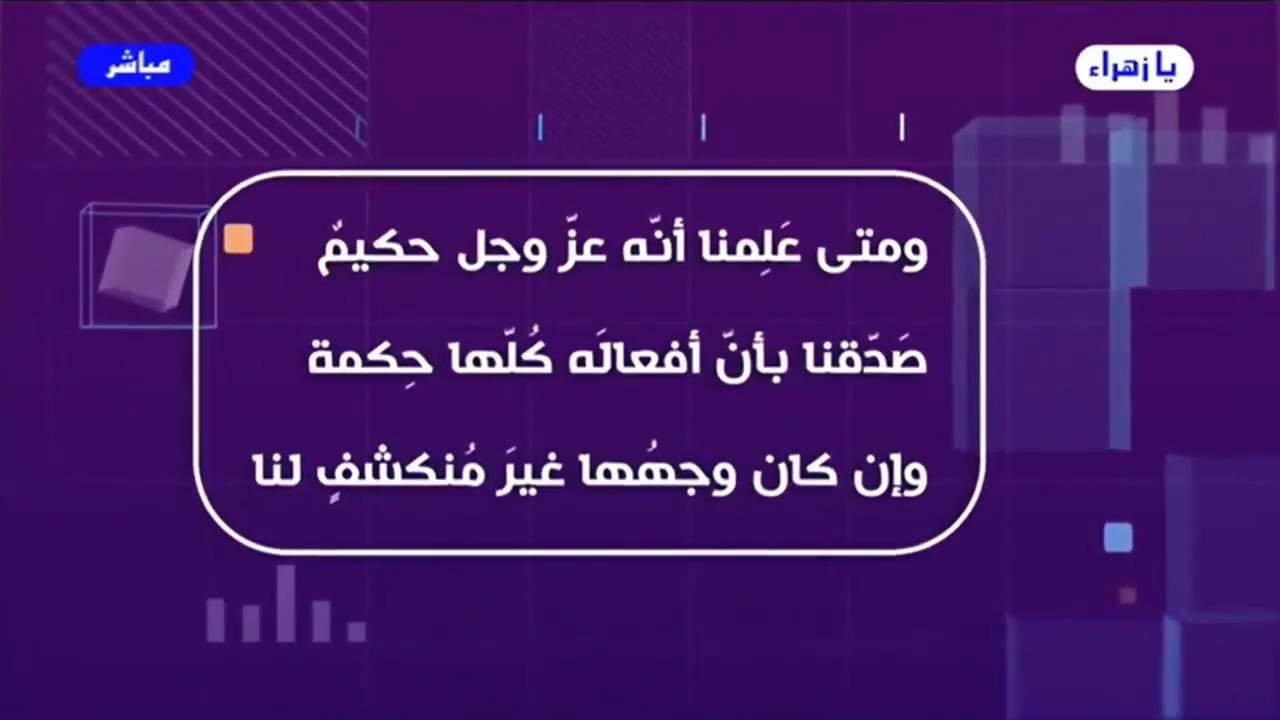 يا زهراء
مباشر
ومتى عَلِمنا أنّه عزّ وجل حكيمٌ
صَدّقنا بأنّ أفعالَه كُلّها حِكمة
وإن كان وجهُها غيرَ مُنكشفٍ لنا